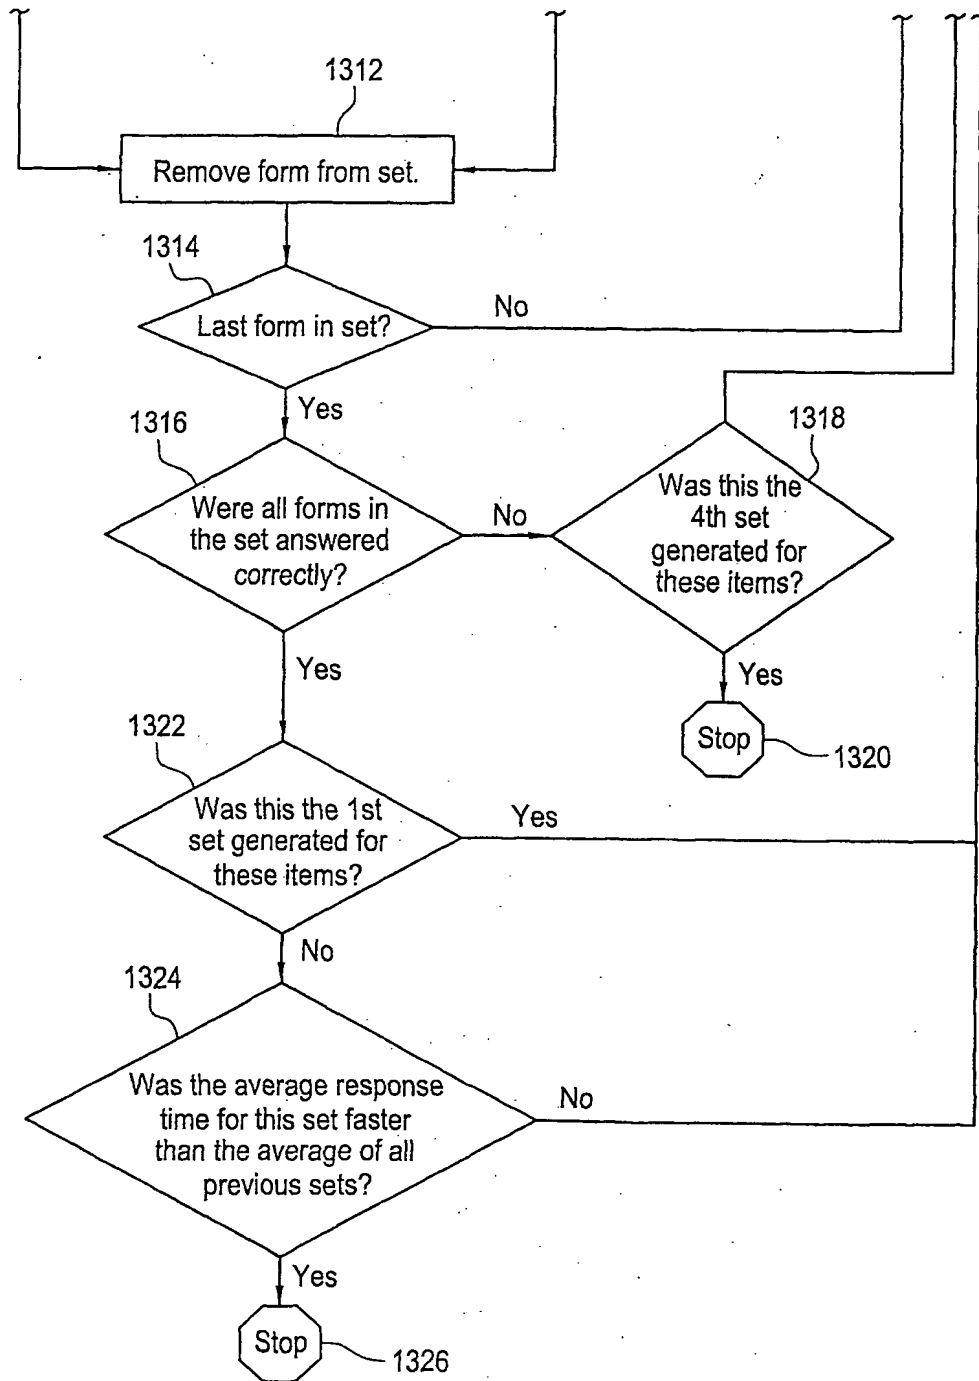 1312
Remove form from set.
1314
Last form in set?
No
Yes
1316
Were all forms in
the set answered
correctly?
No
1318
Was this the
4th set
generated for
these items?
Yes
Yes
Stop
1320
1322
Was this the 1st
set generated for
these items?
Yes
No
1324
Was the average response
time for this set faster
than the average of all
previous sets?
No
Yes
Stop
1326